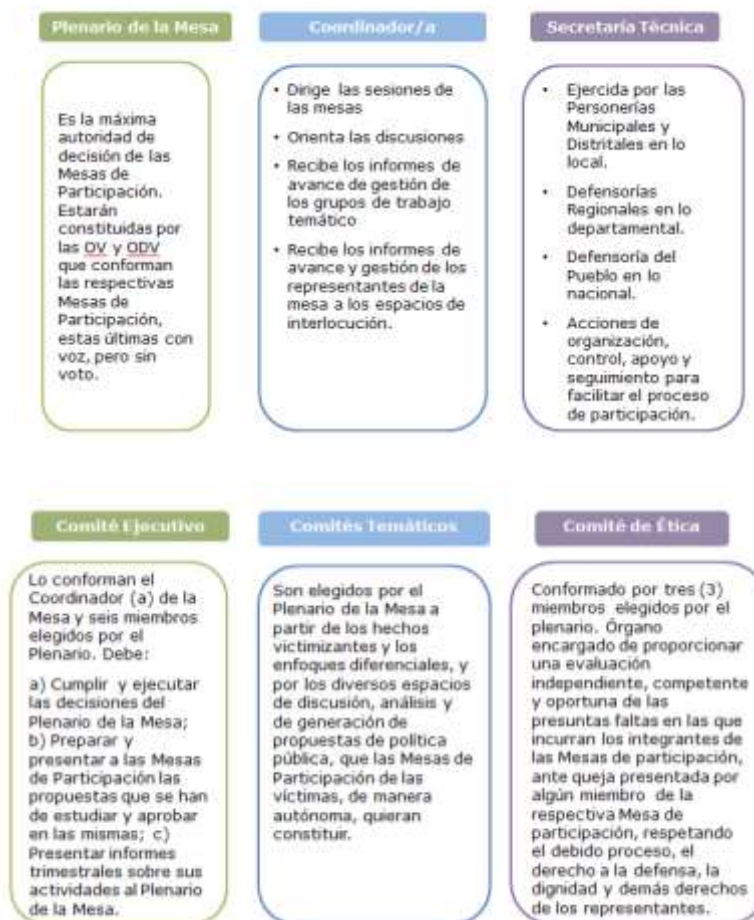 Plenario de la Mesa
Es la máxima
autoridad de
decisión de las
Mesas de
Participación.
Estarán
constituidas por
las OV y ODV
que conforman
las respectivas
Mesas de
Participación,
estas últimas con
voz, pero sin
voto.
Coordinador/a
• Dirige las sesiones de
las mesas
• Orienta las discusiones
• Recibe los informes de
avance de gestión de
los grupos de trabajo
temático
• Recibe los informes de
avance y gestión de los
representantes de la
mesa a los espacios de
interlocución.
Secretaría Técnica
• Ejercida por las
Personerías
Municipales y
Distritales en lo
local.
• Defensorías
Regionales en lo
departamental.
• Defensoría del
Pueblo en lo
nacional.
• Acciones de
organización,
control, apoyo y
seguimiento para
facilitar el proceso
de participación.
Comité Ejecutivo
Lo conforman el
Coordinador (a) de la
Mesa y seis miembros
elegidos por el
Plenario. Debe:
a) Cumplir y ejecutar
las decisiones del
Plenario de la Mesa;
b) Preparar y
presentar a las Mesas
de Participación las
propuestas que se han
de estudiar y aprobar
en las mismas; c)
Presentar informes
trimestrales sobre sus
actividades al Plenario
de la Mesa.
Comités Temáticos
Son elegidos por el
Plenario de la Mesa a
partir de los hechos
victimizantes y los
enfoques diferenciales, y
por los diversos espacios
de discusión, análisis y
de generación de
propuestas de política
pública, que las Mesas de
Participación de las
víctimas, de manera
autónoma, quieran
constituir.
Comité de Ética
Conformado por tres (3)
miembros elegidos por el
plenario. Órgano
encargado de proporcionar
una evaluación
independiente, competente
y oportuna de las
presuntas faltas en las que
incurran los integrantes de
las Mesas de participación,
ante queja presentada por
algún miembro de la
respectiva Mesa de
participación, respetando
el debido proceso, el
derecho a la defensa, la
dignidad y demás derechos
de los representantes.